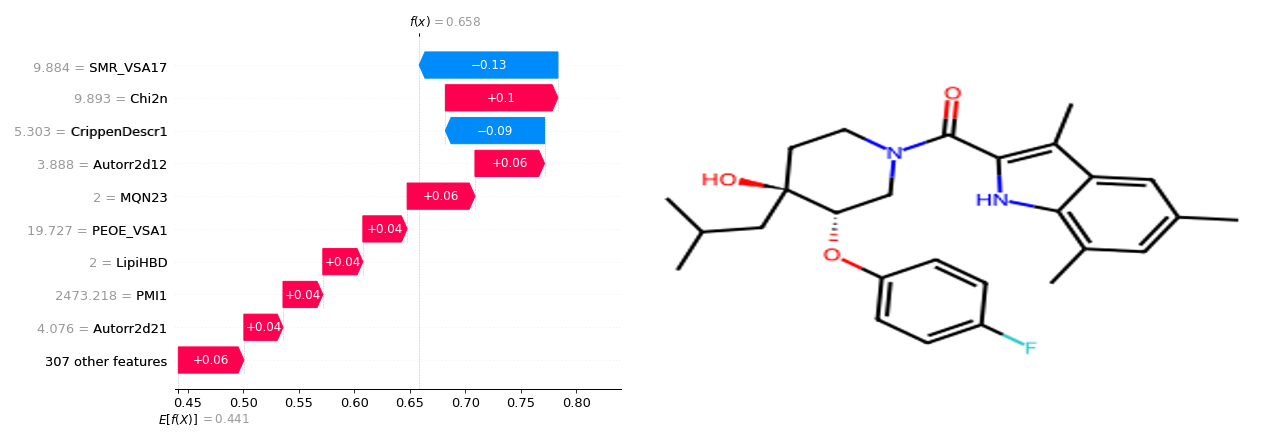 f(x) = 0.658
9.884 = SMR_VSA17 −0.13
9.893 = Chi2n +0.1
5.303 = CrippenDescr1 −0.09
3.888 = Autorr2d12 +0.06
2 = MQN23 +0.06
19.727 = PEOE_VSA1 +0.04
2 = LipiHBD +0.04
2473.218 = PMI1 +0.04
4.076 = Autorr2d21 +0.04
307 other features +0.06
0.45 0.50 0.55 0.60 0.65 0.70 0.75 0.80
E[f(X)] = 0.441
O
N
HO
HN
O
F